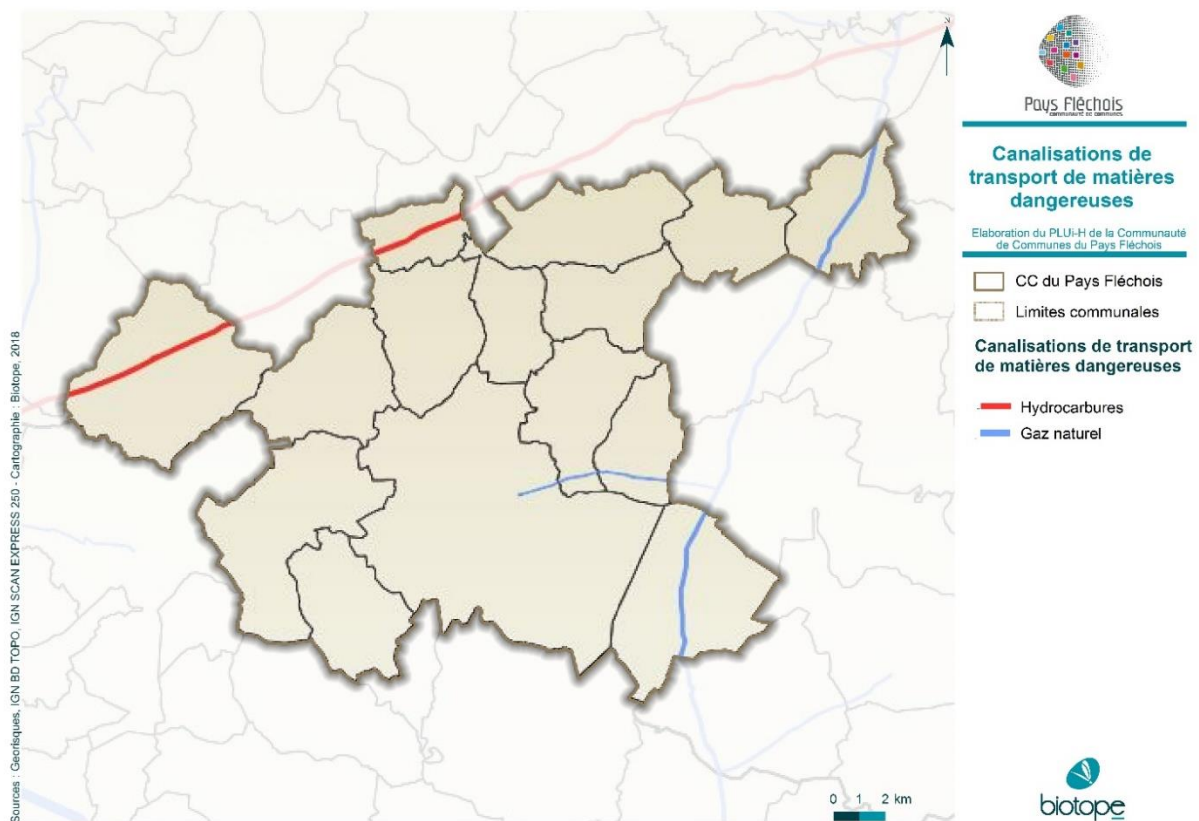 N
Pays Fléchois
COMMUNAUTÉ DE COMMUNES
Canalisations de
transport de matières
dangereuses
Elaboration du PLUi-H de la Communauté
de Communes du Pays Fléchois
CC du Pays Fléchois
Limites communales
Canalisations de transport
de matières dangereuses
Hydrocarbures
Gaz naturel
Sources : Georisques, IGN BD TOPO, IGN SCAN EXPRESS 250 - Cartographie : Biotope, 2018
0 1 2 km
biotope